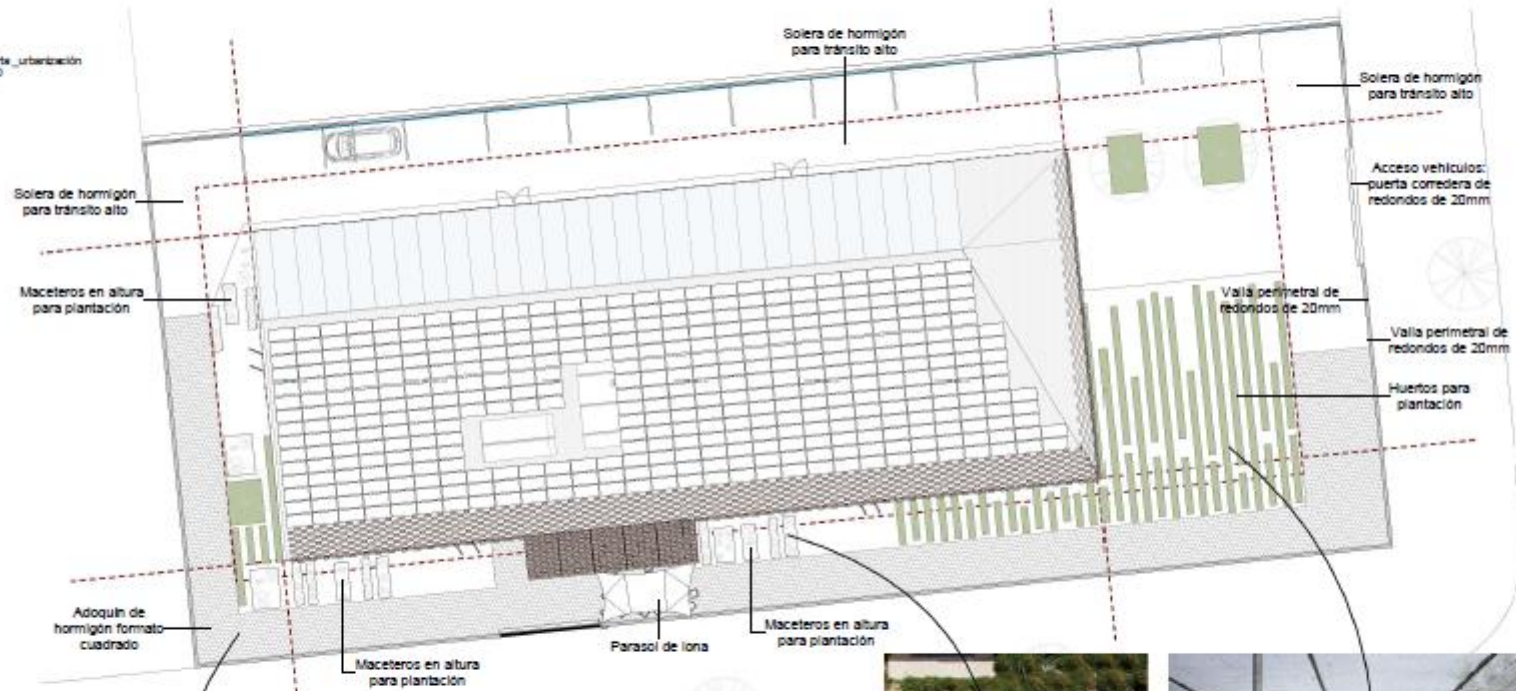 urbanización
Solera de hormigón
para tránsito alto
Solera de hormigón
para tránsito alto
Solera de hormigón
para tránsito alto
Acceso vehículos:
puerta corredera de
redondos de 20mm
Maceteros en altura
para plantación
Valla perimetral de
redondos de 20mm
Valla perimetral de
redondos de 20mm
Huertos para
plantación
Adoquin de
hormigón formato
cuadrado
Maceteros en altura
para plantación
Parasol de lona
Maceteros en altura
para plantación